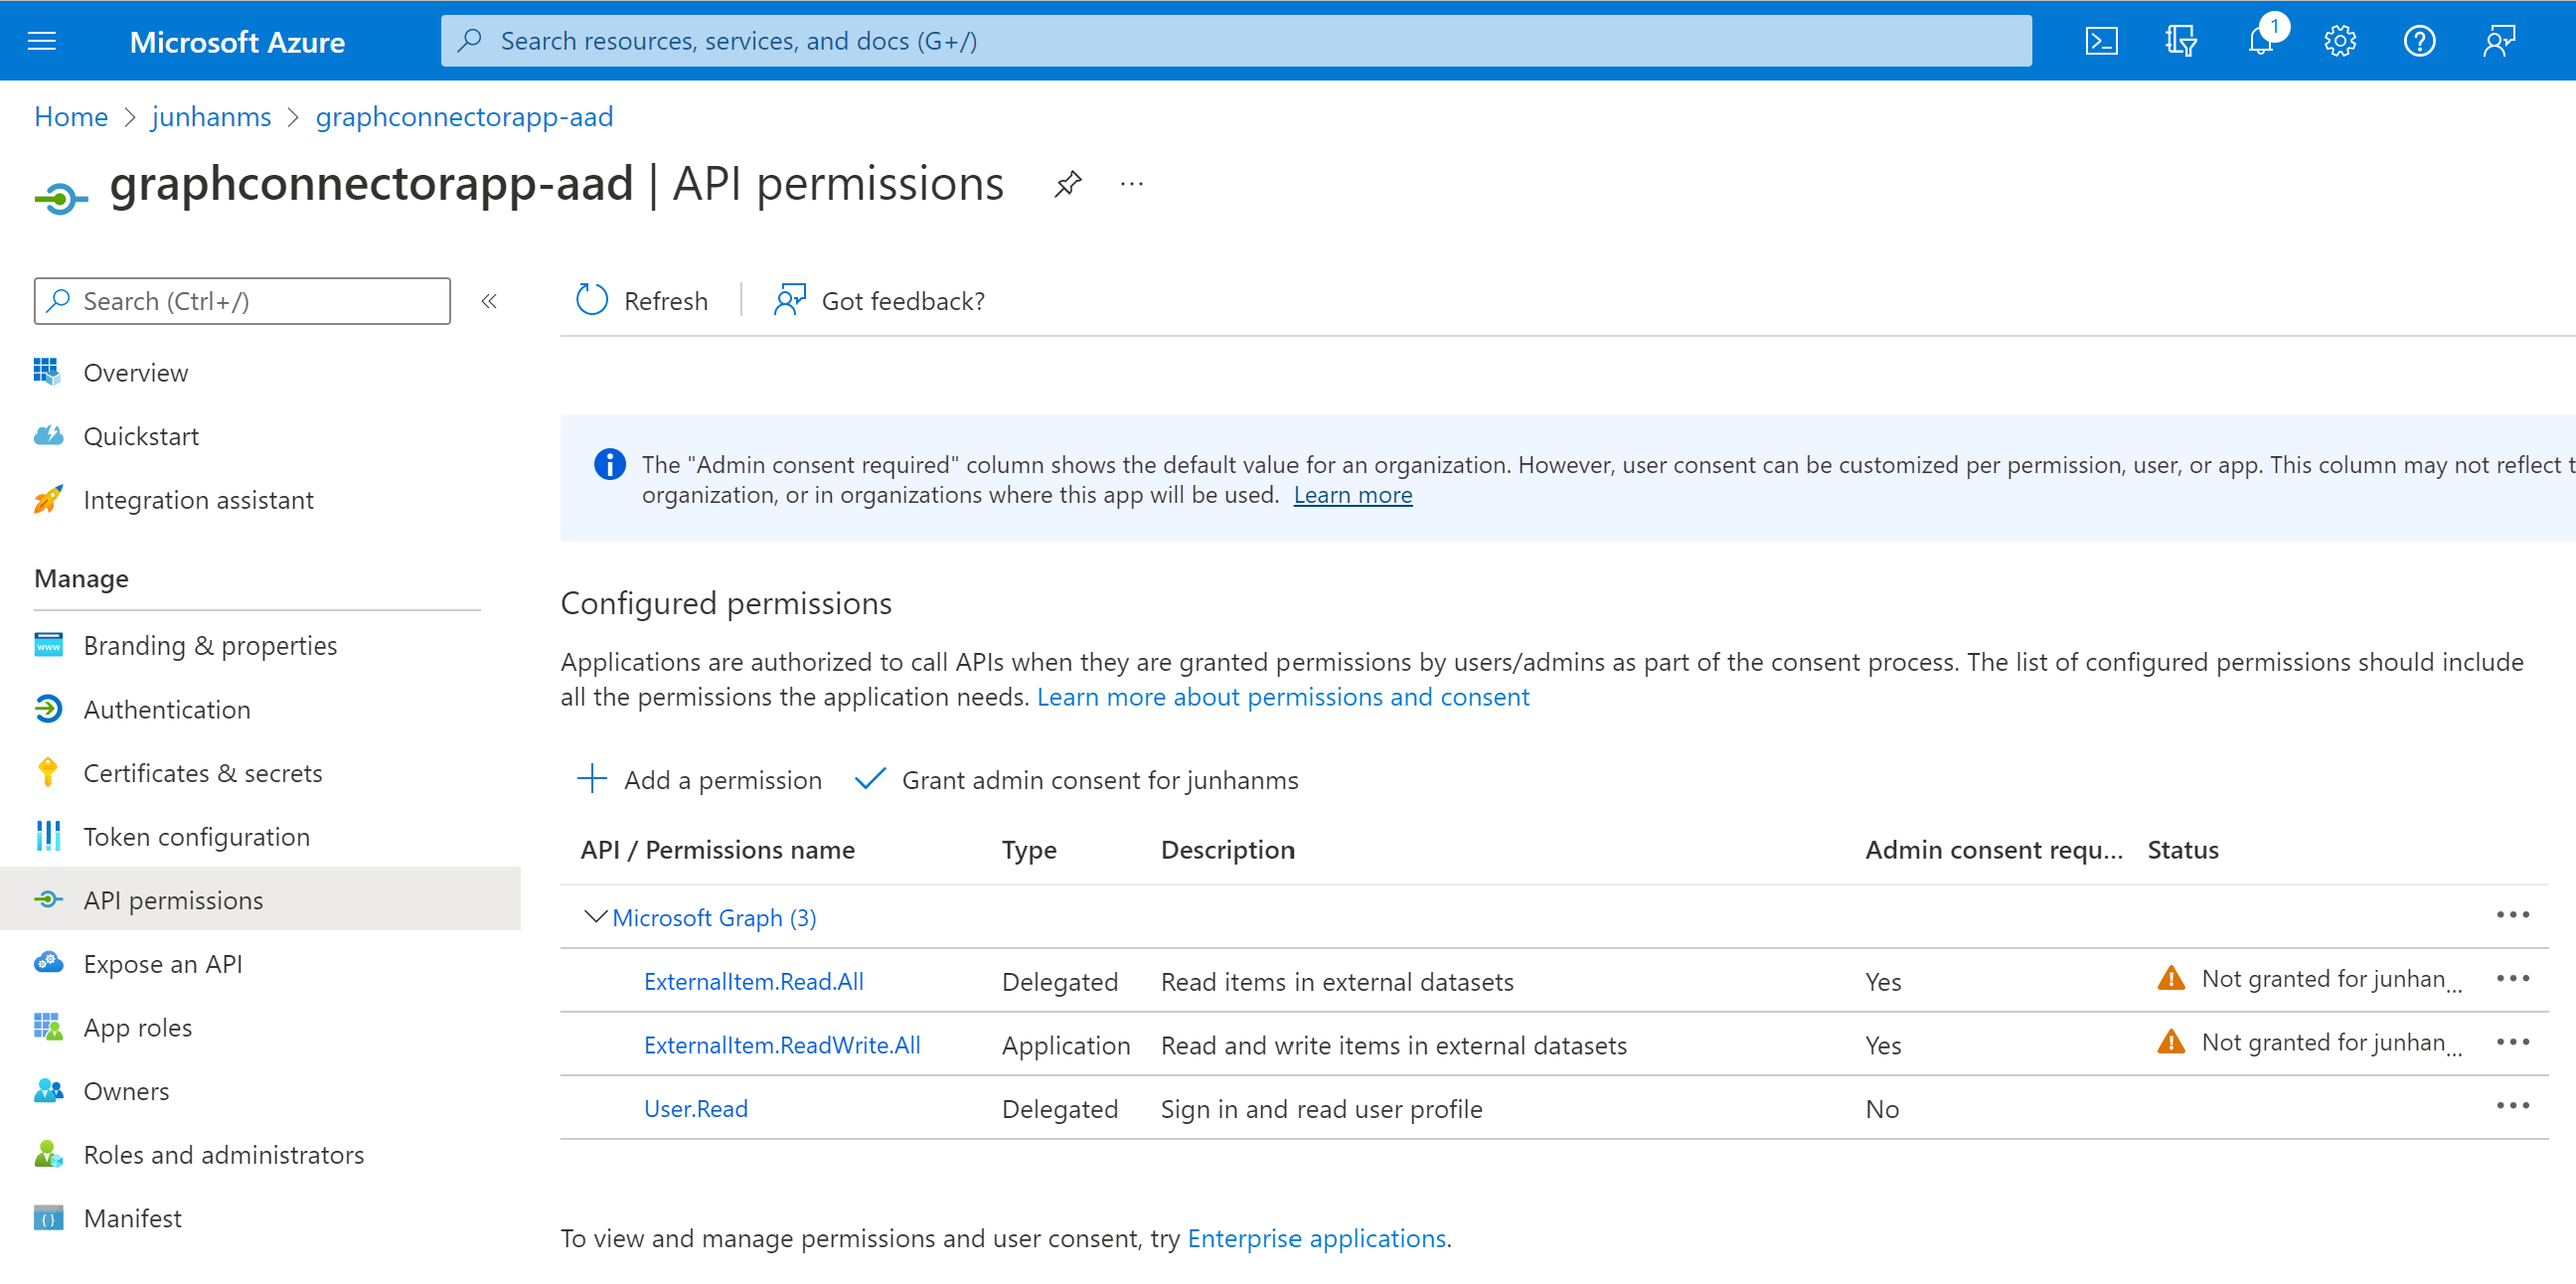 Microsoft Azure
Search resources, services, and docs (G+/)
1
Home > junhanms > graphconnectorapp-aad
graphconnectorapp-aad | API permissions
Search (Ctrl+/)
Refresh
Got feedback?
Overview
Quickstart
Integration assistant
Manage
Branding & properties
Authentication
Certificates & secrets
Token configuration
API permissions
Expose an API
App roles
Owners
Roles and administrators
Manifest
The "Admin consent required" column shows the default value for an organization. However, user consent can be customized per permission, user, or app. This column may not reflect t
organization, or in organizations where this app will be used. Learn more
Configured permissions
Applications are authorized to call APIs when they are granted permissions by users/admins as part of the consent process. The list of configured permissions should include
all the permissions the application needs. Learn more about permissions and consent
Add a permission
Grant admin consent for junhanms
API / Permissions name Type Description Admin consent requ... Status
Microsoft Graph (3)
ExternalItem.Read.All Delegated Read items in external datasets Yes Not granted for junhan...
ExternalItem.ReadWrite.All Application Read and write items in external datasets Yes Not granted for junhan...
User.Read Delegated Sign in and read user profile No
To view and manage permissions and user consent, try Enterprise applications.